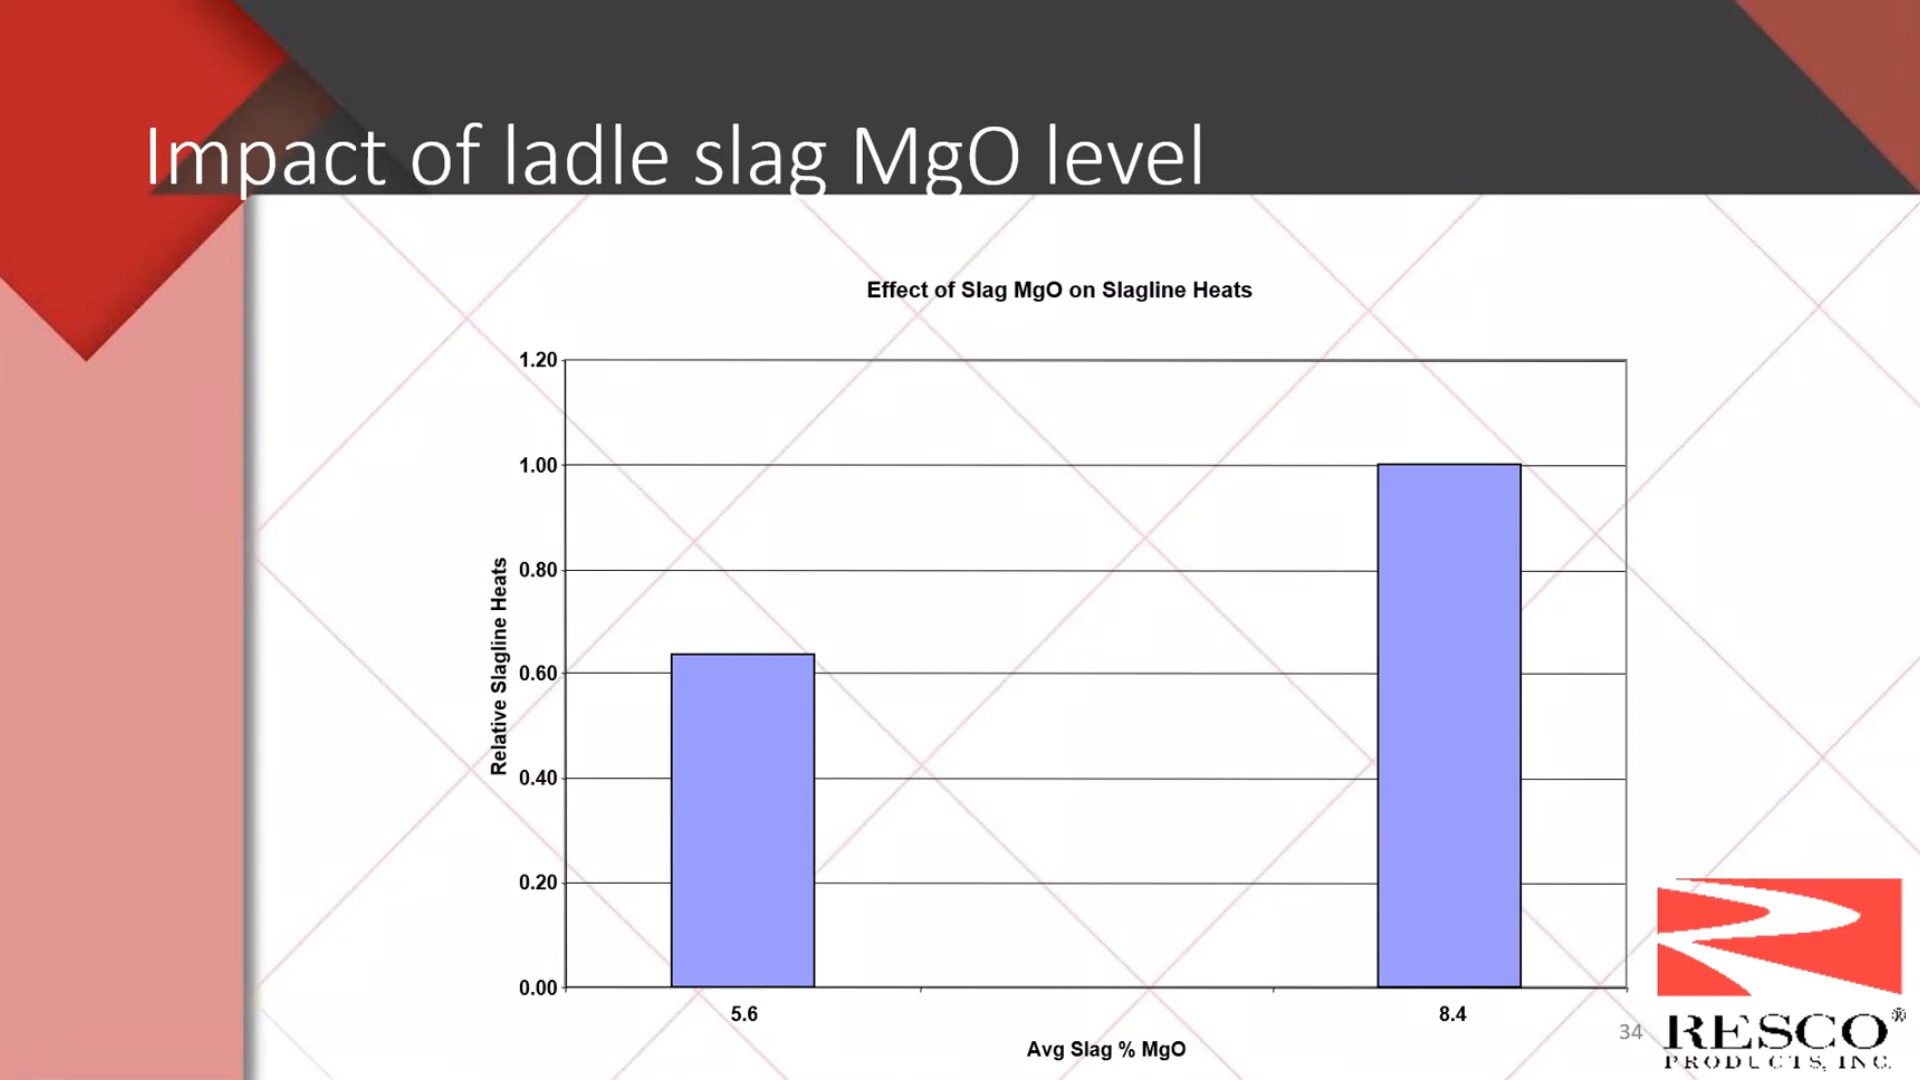 Impact of ladle slag MgO level
Effect of Slag MgO on Slagline Heats
1.20
1.00
0.80
0.60
0.40
0.20
0.00
Relative Slagline Heats
5.6
8.4
Avg Slag % MgO
34
RESCO®
PRODUCTS, INC.